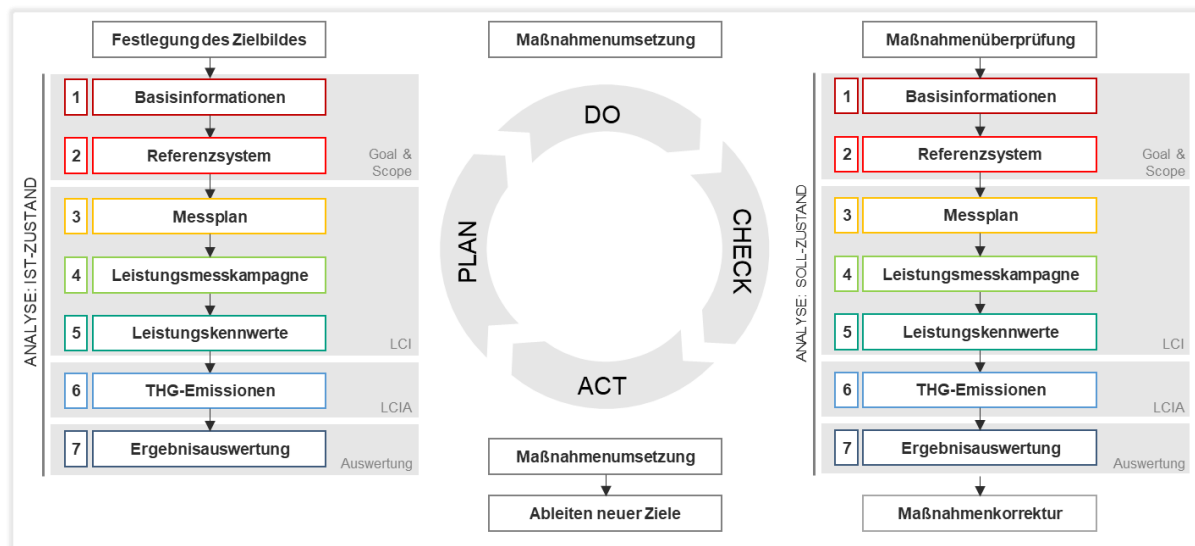 Festlegung des Zielbildes
ANALYSE: IST-ZUSTAND
1 Basisinformationen
2 Referenzsystem
Goal &
Scope
3 Messplan
4 Leistungsmesskampagne
5 Leistungskennwerte
LCI
6 THG-Emissionen
LCIA
7 Ergebnisauswertung
Auswertung
Maßnahmenumsetzung
DO
PLAN
CHECK
ACT
Maßnahmenumsetzung
Ableiten neuer Ziele
Maßnahmenüberprüfung
ANALYSE: SOLL-ZUSTAND
1 Basisinformationen
2 Referenzsystem
Goal &
Scope
3 Messplan
4 Leistungsmesskampagne
5 Leistungskennwerte
LCI
6 THG-Emissionen
LCIA
7 Ergebnisauswertung
Auswertung
Maßnahmenkorrektur